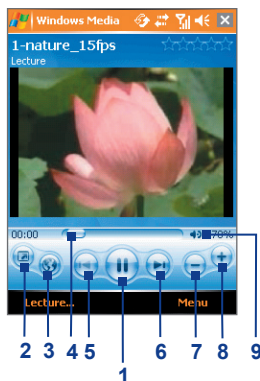 Windows Media
1-nature_15fps
Lecture
00:00 70%
Lecture... Menu
2 3 4 5 6 7 8 9
1